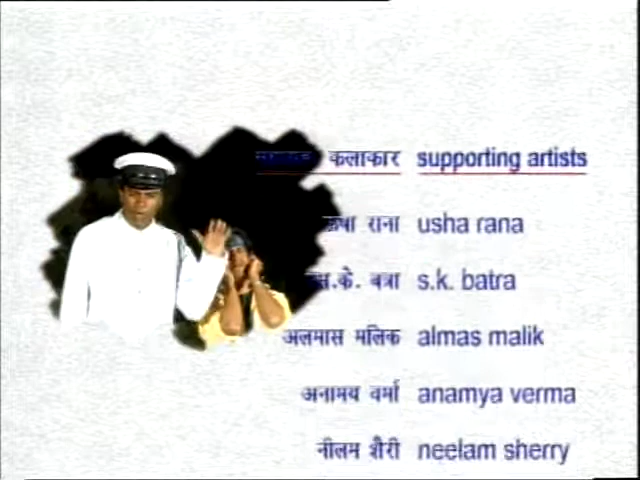 कलाकार supporting artists
राना usha rana
के. बत्रा s.k. batra
अलमास मलिक almas malik
अनामय वर्मा anamya verma
नीलम शैरी neelam sherry